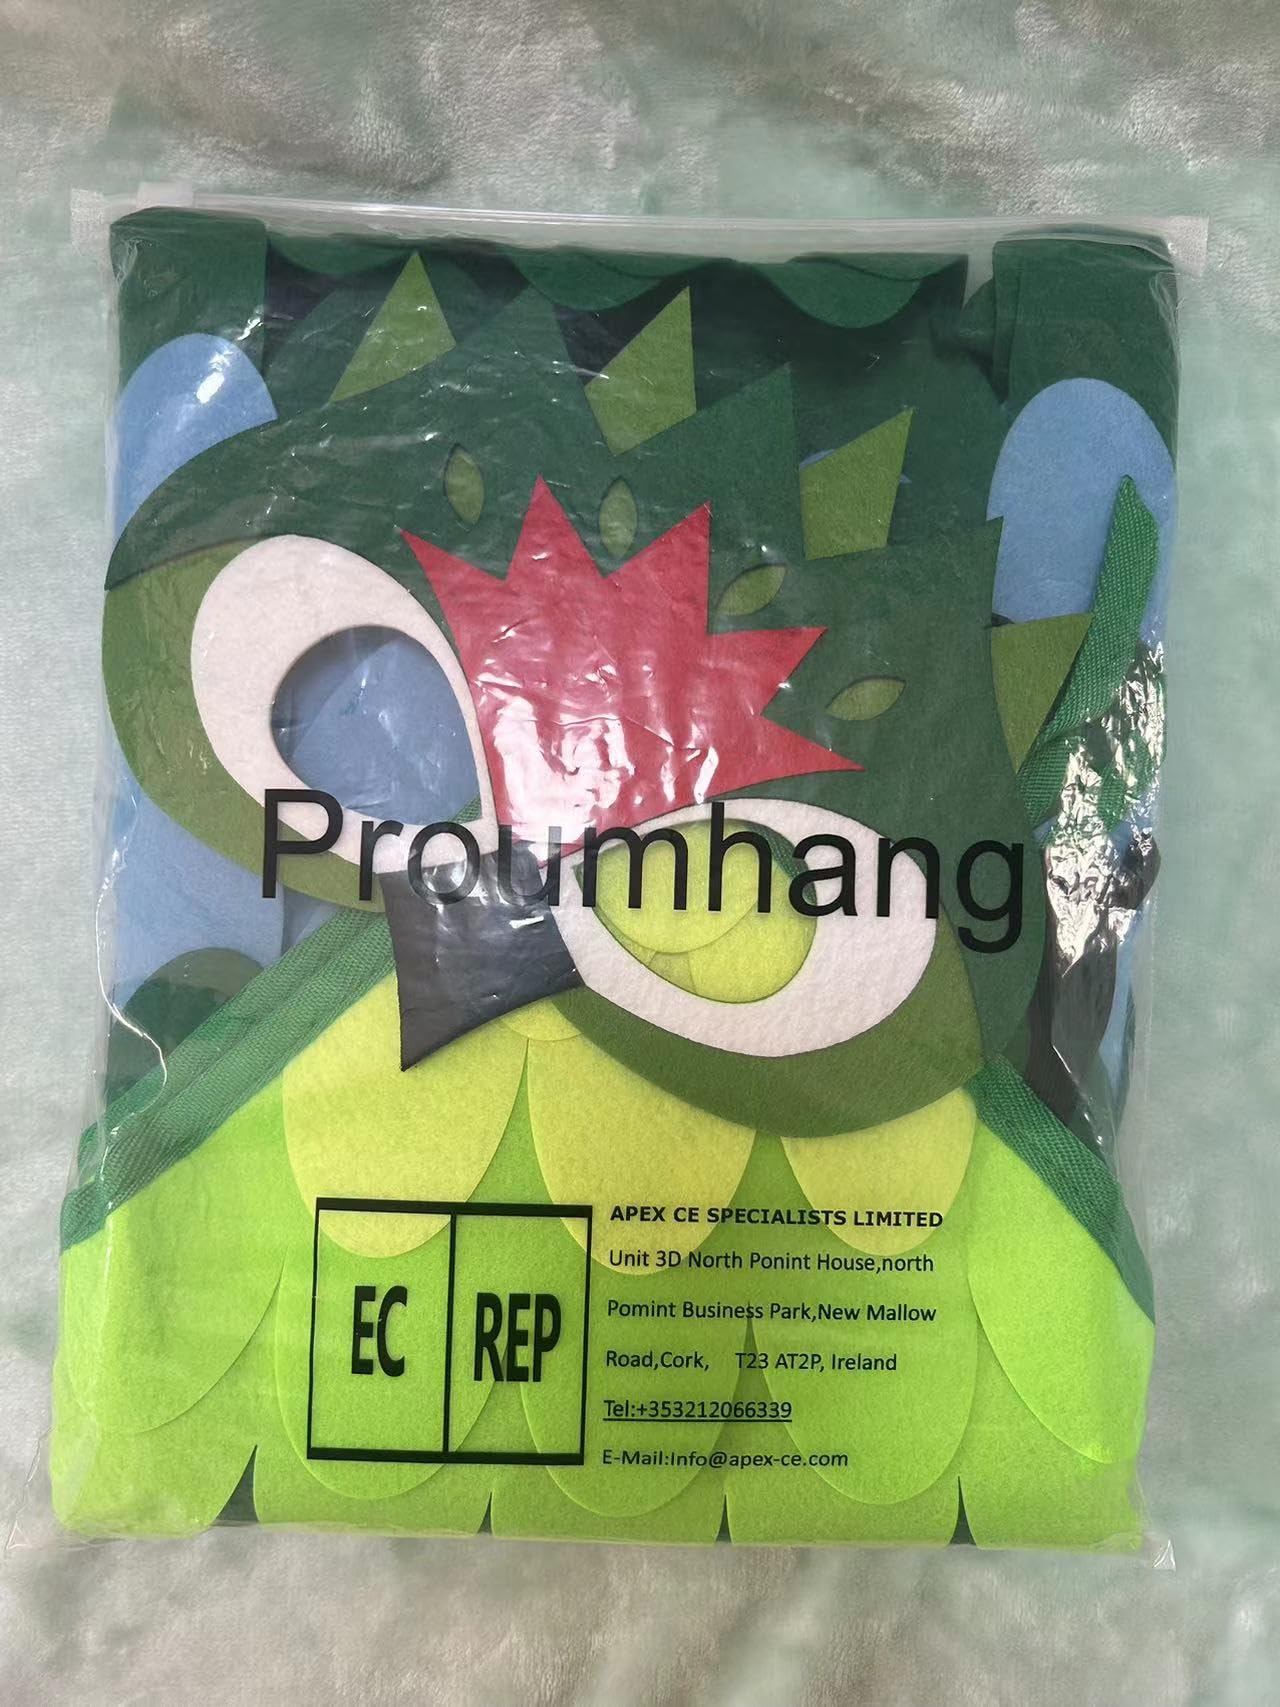 Proumhang
EC REP
APEX CE SPECIALISTS LIMITED
Unit 3D North Ponint House,north
Pomint Business Park,New Mallow
Road,Cork, T23 AT2P, Ireland
Tel:+353212066339
E-Mail:Info@apex-ce.com